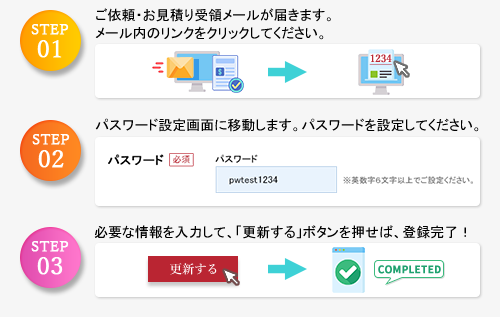 STEP
01
ご依頼・お見積り受領メールが届きます。
メール内のリンクをクリックしてください。
1234
STEP
02
パスワード設定画面に移動します。パスワードを設定してください。
パスワード 必須
パスワード
pwtest1234
※英数字6文字以上でご設定ください。
STEP
03
必要な情報を入力して、「更新する」ボタンを押せば、登録完了!
更新する
COMPLETED